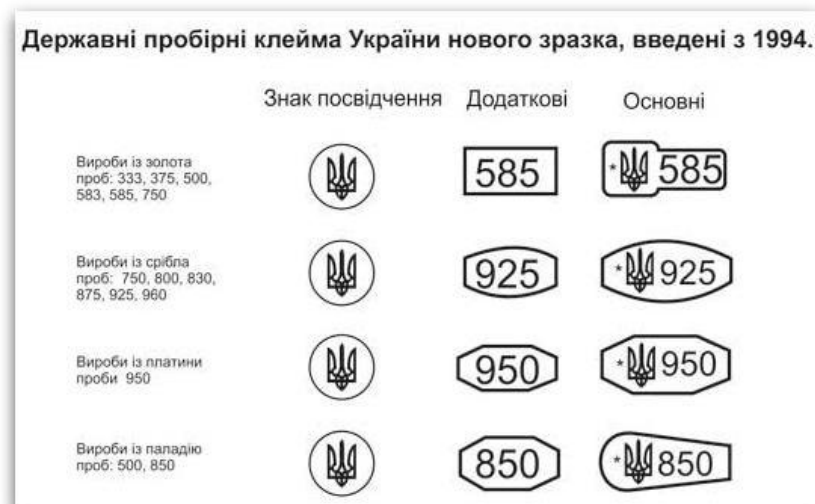 Державні пробірні клейма України нового зразка, введені з 1994.
Знак посвідчення Додаткові Основні
Вироби із золота
проб: 333, 375, 500,
583, 585, 750
585 * 585
Вироби із срібла
проб: 750, 800, 830,
875, 925, 960
925 * 925
Вироби із платини
проби 950
950 * 950
Вироби із паладію
проб: 500, 850
850 * 850